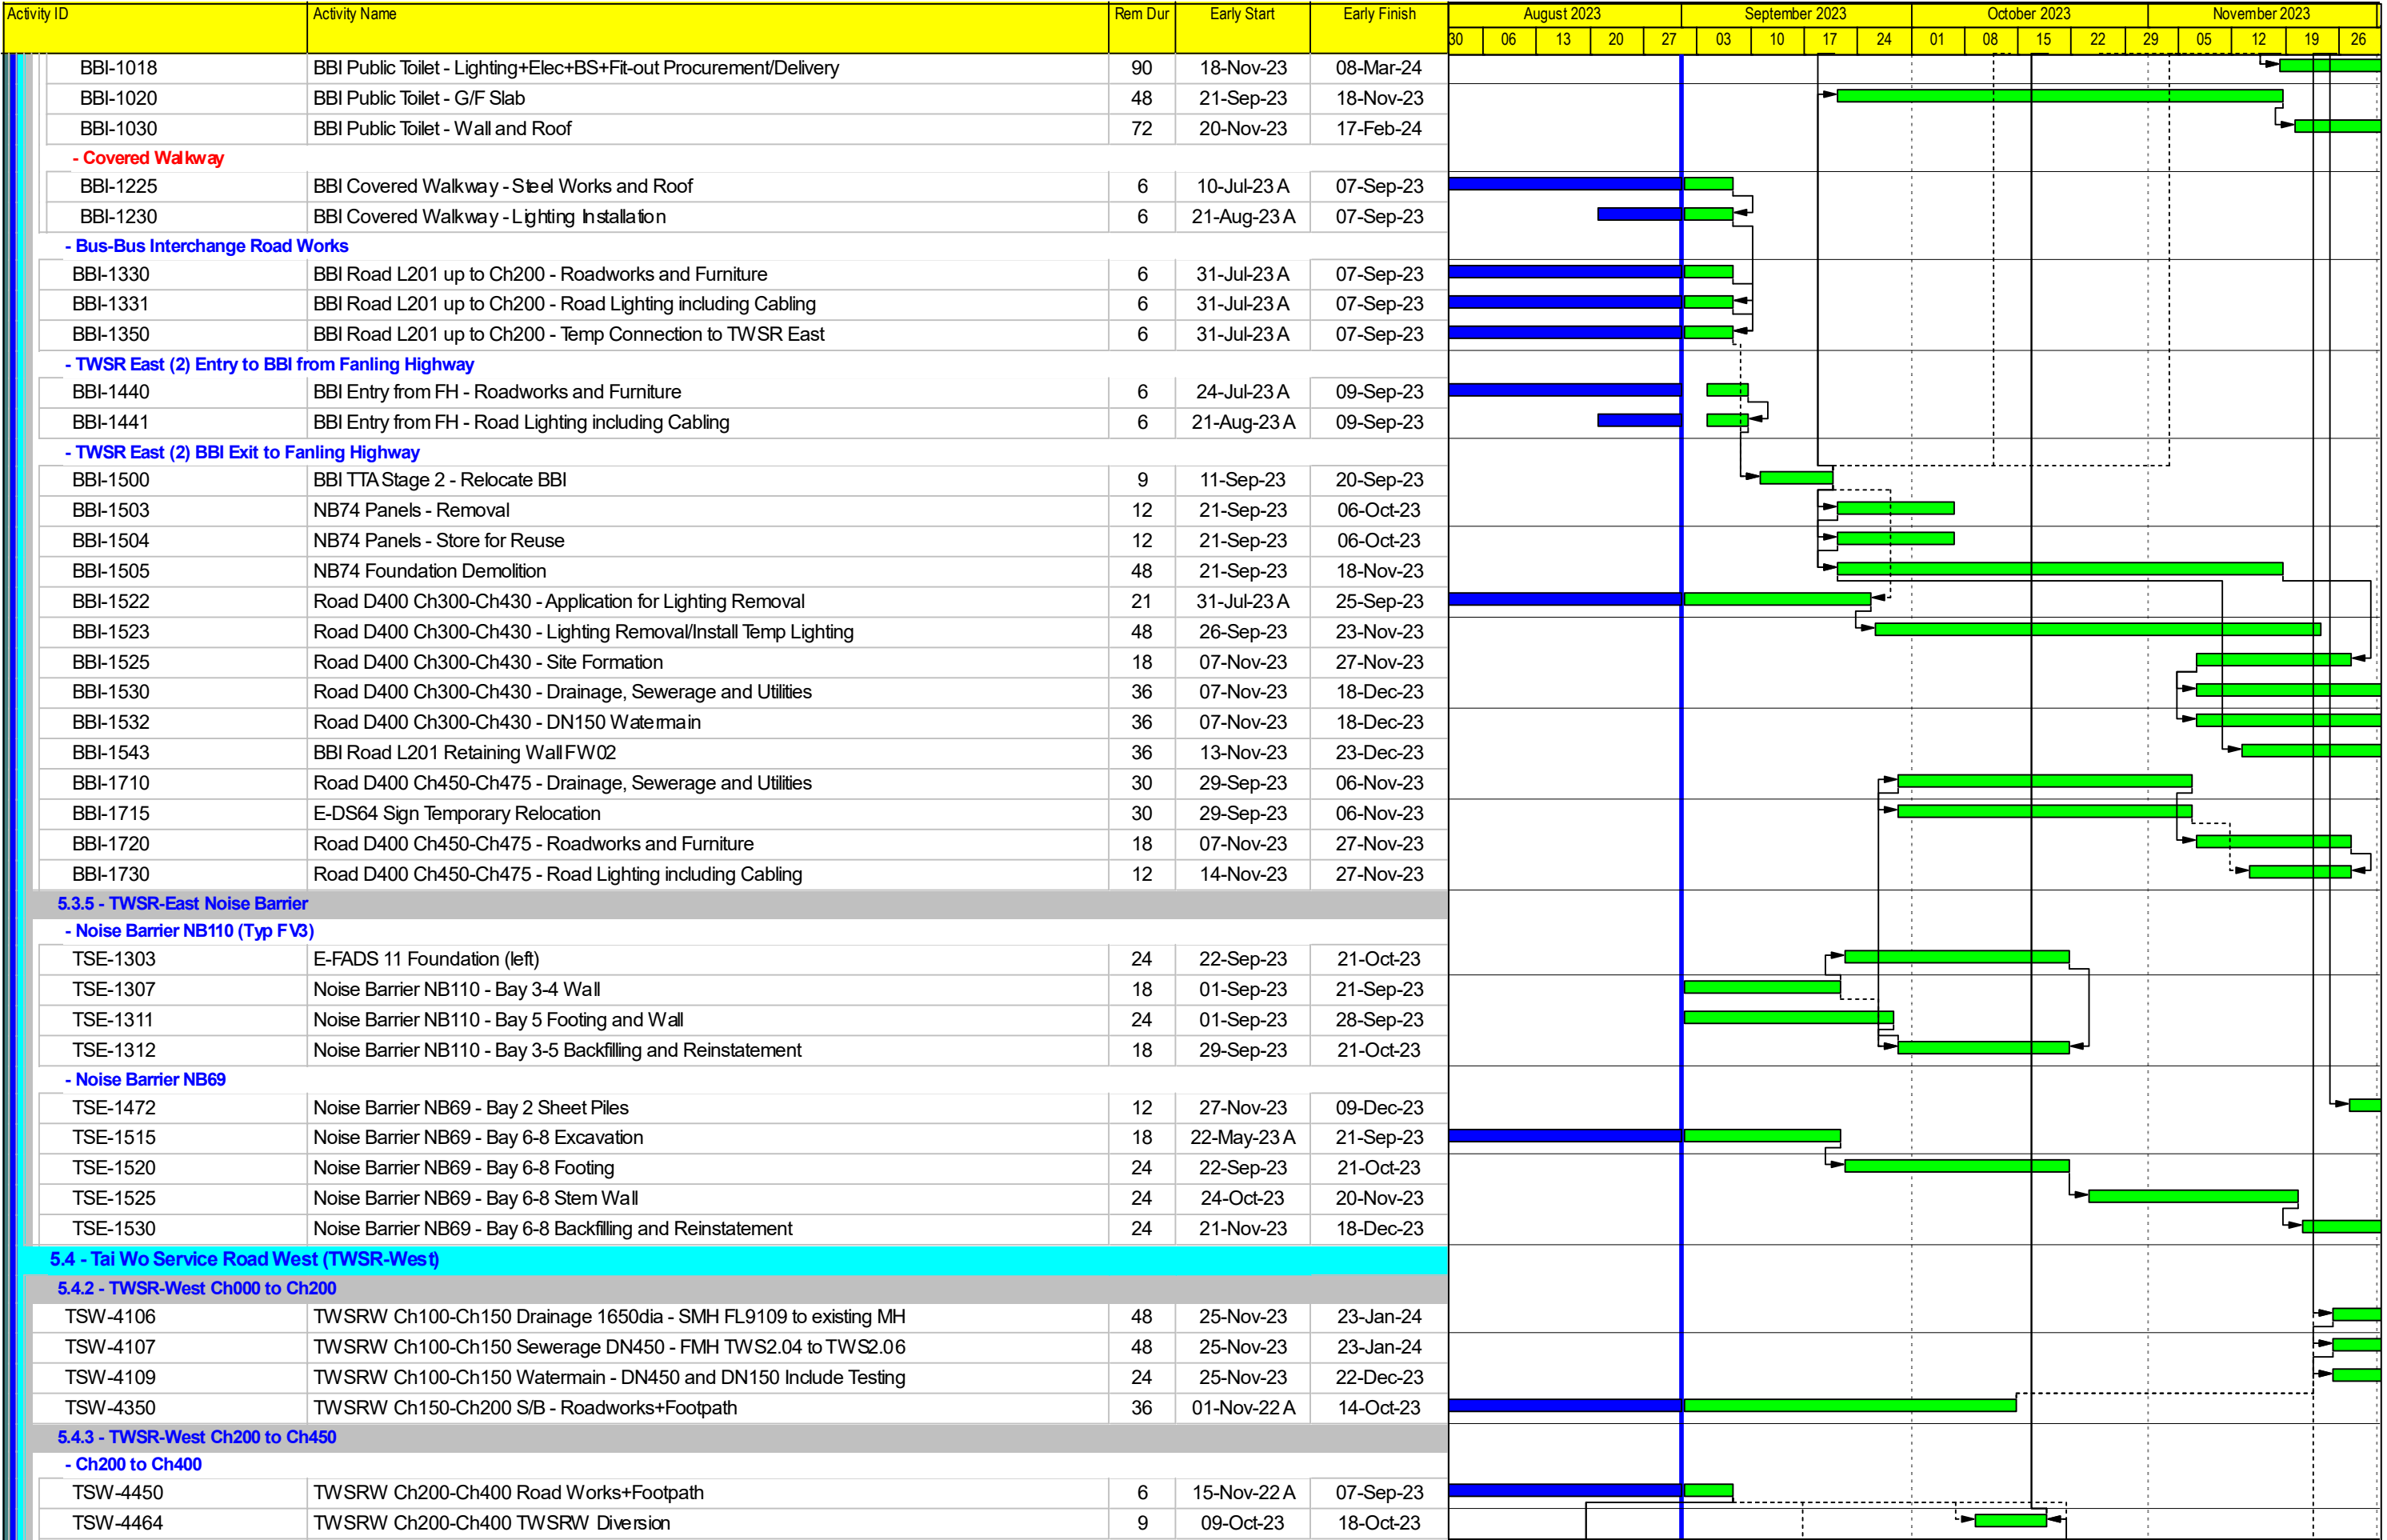 Activity ID Activity Name Rem Dur Early Start Early Finish August 2023 September 2023 October 2023 November 2023
30 06 13 20 27 03 10 17 24 01 08 15 22 29 05 12 19 26
BBI-1018 BBI Public Toilet - Lighting+Elec+BS+Fit-out Procurement/Delivery 90 18-Nov-23 08-Mar-24
BBI-1020 BBI Public Toilet - G/F Slab 48 21-Sep-23 18-Nov-23
BBI-1030 BBI Public Toilet - Wall and Roof 72 20-Nov-23 17-Feb-24
- Covered Walkway
BBI-1225 BBI Covered Walkway - Steel Works and Roof 6 10-Jul-23 A 07-Sep-23
BBI-1230 BBI Covered Walkway - Lighting Installation 6 21-Aug-23 A 07-Sep-23
- Bus-Bus Interchange Road Works
BBI-1330 BBI Road L201 up to Ch200 - Roadworks and Furniture 6 31-Jul-23 A 07-Sep-23
BBI-1331 BBI Road L201 up to Ch200 - Road Lighting including Cabling 6 31-Jul-23 A 07-Sep-23
BBI-1350 BBI Road L201 up to Ch200 - Temp Connection to TWSR East 6 31-Jul-23 A 07-Sep-23
- TWSR East (2) Entry to BBI from Fanling Highway
BBI-1440 BBI Entry from FH - Roadworks and Furniture 6 24-Jul-23 A 09-Sep-23
BBI-1441 BBI Entry from FH - Road Lighting including Cabling 6 21-Aug-23 A 09-Sep-23
- TWSR East (2) BBI Exit to Fanling Highway
BBI-1500 BBI TTA Stage 2 - Relocate BBI 9 11-Sep-23 20-Sep-23
BBI-1503 NB74 Panels - Removal 12 21-Sep-23 06-Oct-23
BBI-1504 NB74 Panels - Store for Reuse 12 21-Sep-23 06-Oct-23
BBI-1505 NB74 Foundation Demolition 48 21-Sep-23 18-Nov-23
BBI-1522 Road D400 Ch300-Ch430 - Application for Lighting Removal 21 31-Jul-23 A 25-Sep-23
BBI-1523 Road D400 Ch300-Ch430 - Lighting Removal/Install Temp Lighting 48 26-Sep-23 23-Nov-23
BBI-1525 Road D400 Ch300-Ch430 - Site Formation 18 07-Nov-23 27-Nov-23
BBI-1530 Road D400 Ch300-Ch430 - Drainage, Sewerage and Utilities 36 07-Nov-23 18-Dec-23
BBI-1532 Road D400 Ch300-Ch430 - DN150 Watermain 36 07-Nov-23 18-Dec-23
BBI-1543 BBI Road L201 Retaining Wall FW02 36 13-Nov-23 23-Dec-23
BBI-1710 Road D400 Ch450-Ch475 - Drainage, Sewerage and Utilities 30 29-Sep-23 06-Nov-23
BBI-1715 E-DS64 Sign Temporary Relocation 30 29-Sep-23 06-Nov-23
BBI-1720 Road D400 Ch450-Ch475 - Roadworks and Furniture 18 07-Nov-23 27-Nov-23
BBI-1730 Road D400 Ch450-Ch475 - Road Lighting including Cabling 12 14-Nov-23 27-Nov-23
5.3.5 - TWSR-East Noise Barrier
- Noise Barrier NB110 (Typ FV3)
TSE-1303 E-FADS 11 Foundation (left) 24 22-Sep-23 21-Oct-23
TSE-1307 Noise Barrier NB110 - Bay 3-4 Wall 18 01-Sep-23 21-Sep-23
TSE-1311 Noise Barrier NB110 - Bay 5 Footing and Wall 24 01-Sep-23 28-Sep-23
TSE-1312 Noise Barrier NB110 - Bay 3-5 Backfilling and Reinstatement 18 29-Sep-23 21-Oct-23
- Noise Barrier NB69
TSE-1472 Noise Barrier NB69 - Bay 2 Sheet Piles 12 27-Nov-23 09-Dec-23
TSE-1515 Noise Barrier NB69 - Bay 6-8 Excavation 18 22-May-23 A 21-Sep-23
TSE-1520 Noise Barrier NB69 - Bay 6-8 Footing 24 22-Sep-23 21-Oct-23
TSE-1525 Noise Barrier NB69 - Bay 6-8 Stem Wall 24 24-Oct-23 20-Nov-23
TSE-1530 Noise Barrier NB69 - Bay 6-8 Backfilling and Reinstatement 24 21-Nov-23 18-Dec-23
5.4 - Tai Wo Service Road West (TWSR-West)
5.4.2 - TWSR-West Ch000 to Ch200
TSW-4106 TWSRW Ch100-Ch150 Drainage 1650dia - SMH FL9109 to existing MH 48 25-Nov-23 23-Jan-24
TSW-4107 TWSRW Ch100-Ch150 Sewerage DN450 - FMH TWS2.04 to TWS2.06 48 25-Nov-23 23-Jan-24
TSW-4109 TWSRW Ch100-Ch150 Watermain - DN450 and DN150 Include Testing 24 25-Nov-23 22-Dec-23
TSW-4350 TWSRW Ch150-Ch200 S/B - Roadworks+Footpath 36 01-Nov-22 A 14-Oct-23
5.4.3 - TWSR-West Ch200 to Ch450
- Ch200 to Ch400
TSW-4450 TWSRW Ch200-Ch400 Road Works+Footpath 6 15-Nov-22 A 07-Sep-23
TSW-4464 TWSRW Ch200-Ch400 TWSRW Diversion 9 09-Oct-23 18-Oct-23